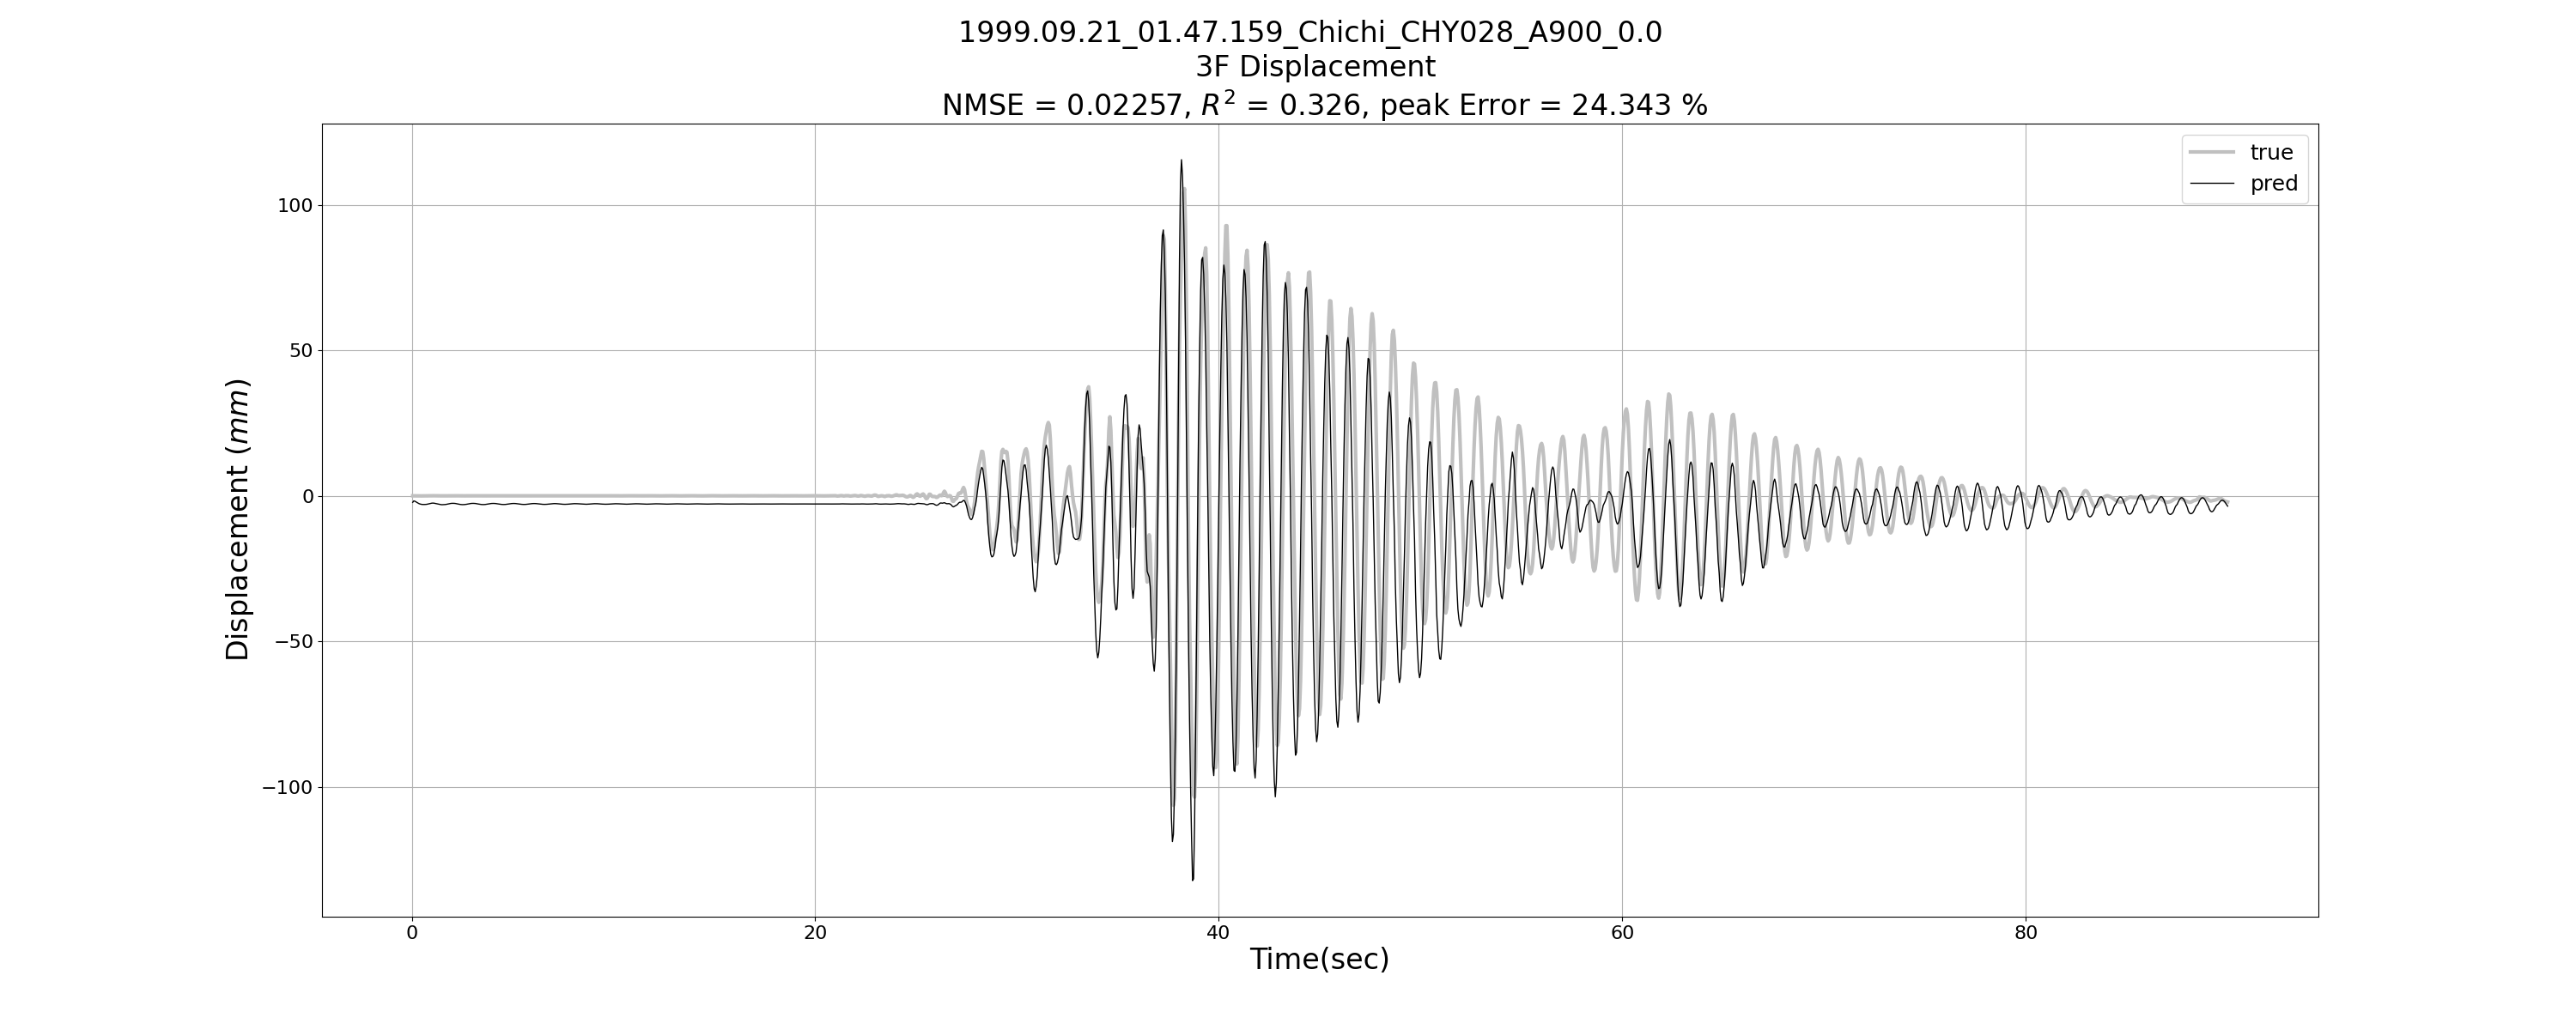 1999.09.21_01.47.159_Chichi_CHY028_A900_0.0
3F Displacement
NMSE = 0.02257, R² = 0.326, peak Error = 24.343 %
true
pred
100
50
0
−50
−100
Displacement (mm)
0 20 40 60 80
Time(sec)